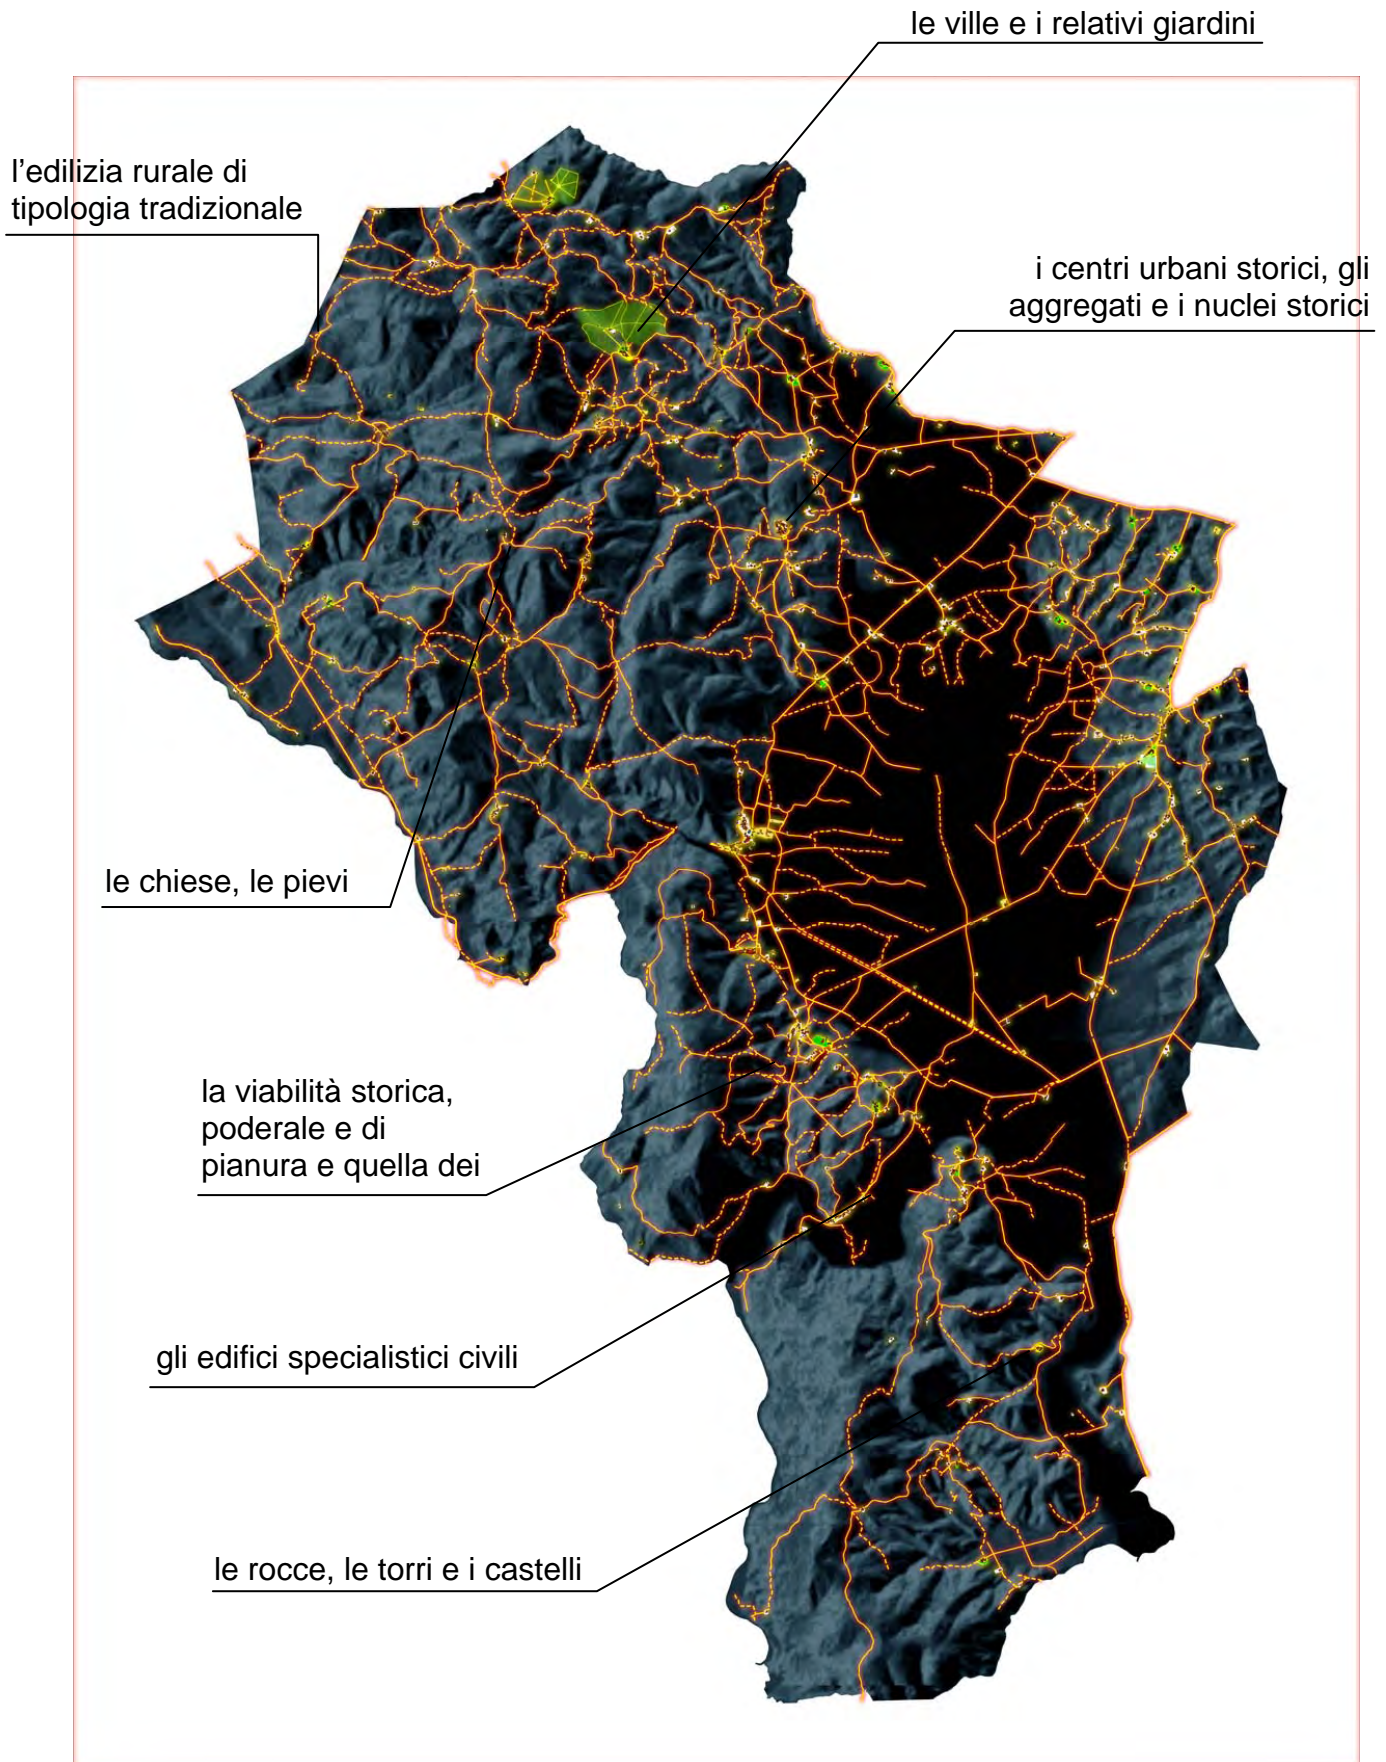 le ville e i relativi giardini
l'edilizia rurale di
tipologia tradizionale
i centri urbani storici, gli
aggregati e i nuclei storici
le chiese, le pievi
la viabilità storica,
poderale e di
pianura e quella dei
gli edifici specialistici civili
le rocce, le torri e i castelli